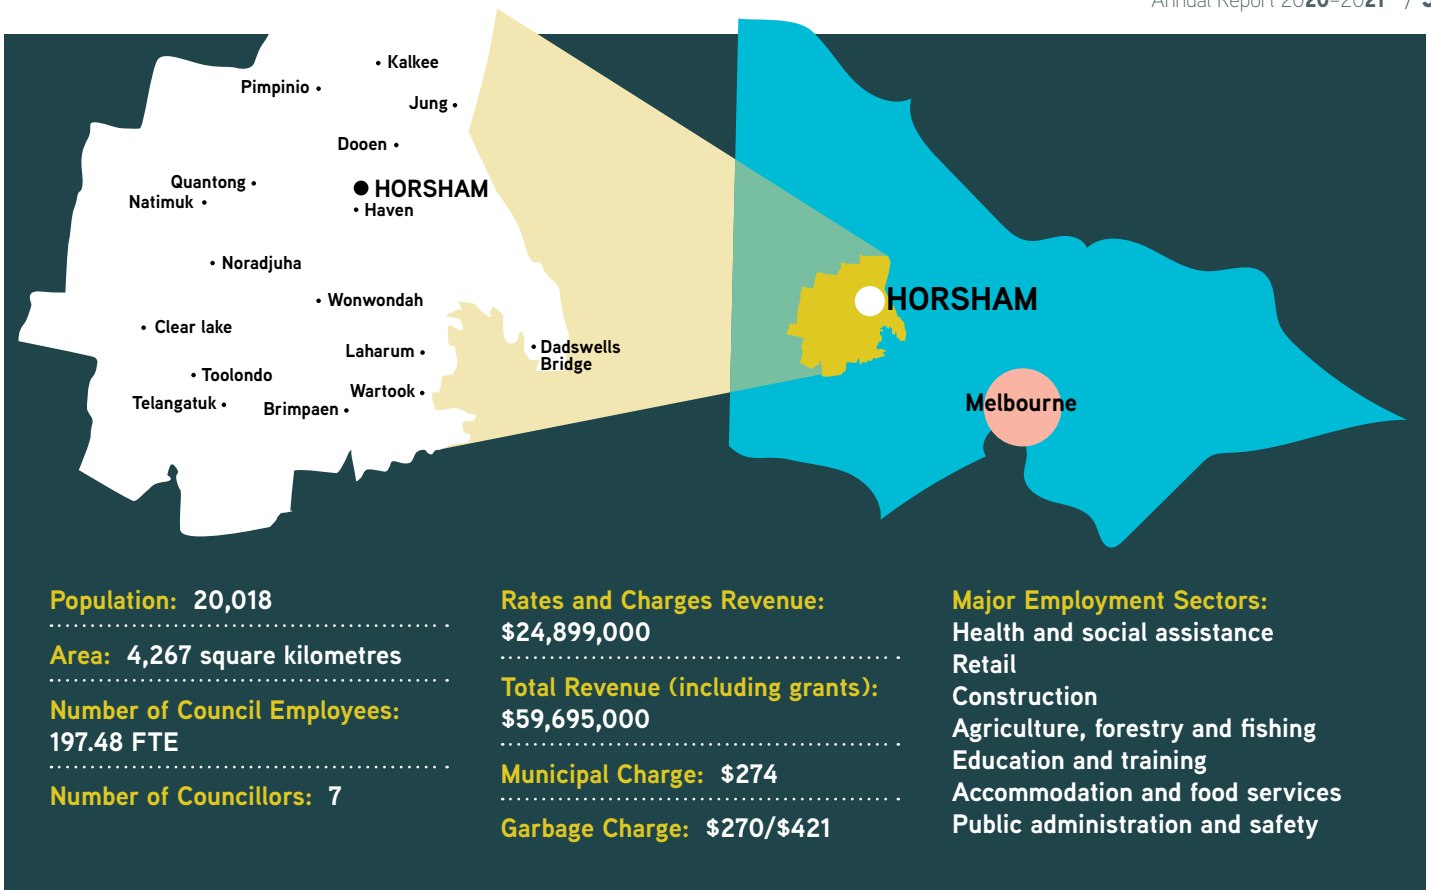 Annual Report 2020–2021 /
Kalkee
Pimpinio
Jung
Dooen
Quantong
HORSHAM
Natimuk
Haven
Noradjuha
Wonwondah
Clear lake
Laharum
Dadswells
Bridge
Toolondo
Wartook
Telangatuk
Brimpaen
HORSHAM
Melbourne
Population: 20,018
Area: 4,267 square kilometres
Number of Council Employees:
197.48 FTE
Number of Councillors: 7
Rates and Charges Revenue:
$24,899,000
Total Revenue (including grants):
$59,695,000
Municipal Charge: $274
Garbage Charge: $270/$421
Major Employment Sectors:
Health and social assistance
Retail
Construction
Agriculture, forestry and fishing
Education and training
Accommodation and food services
Public administration and safety